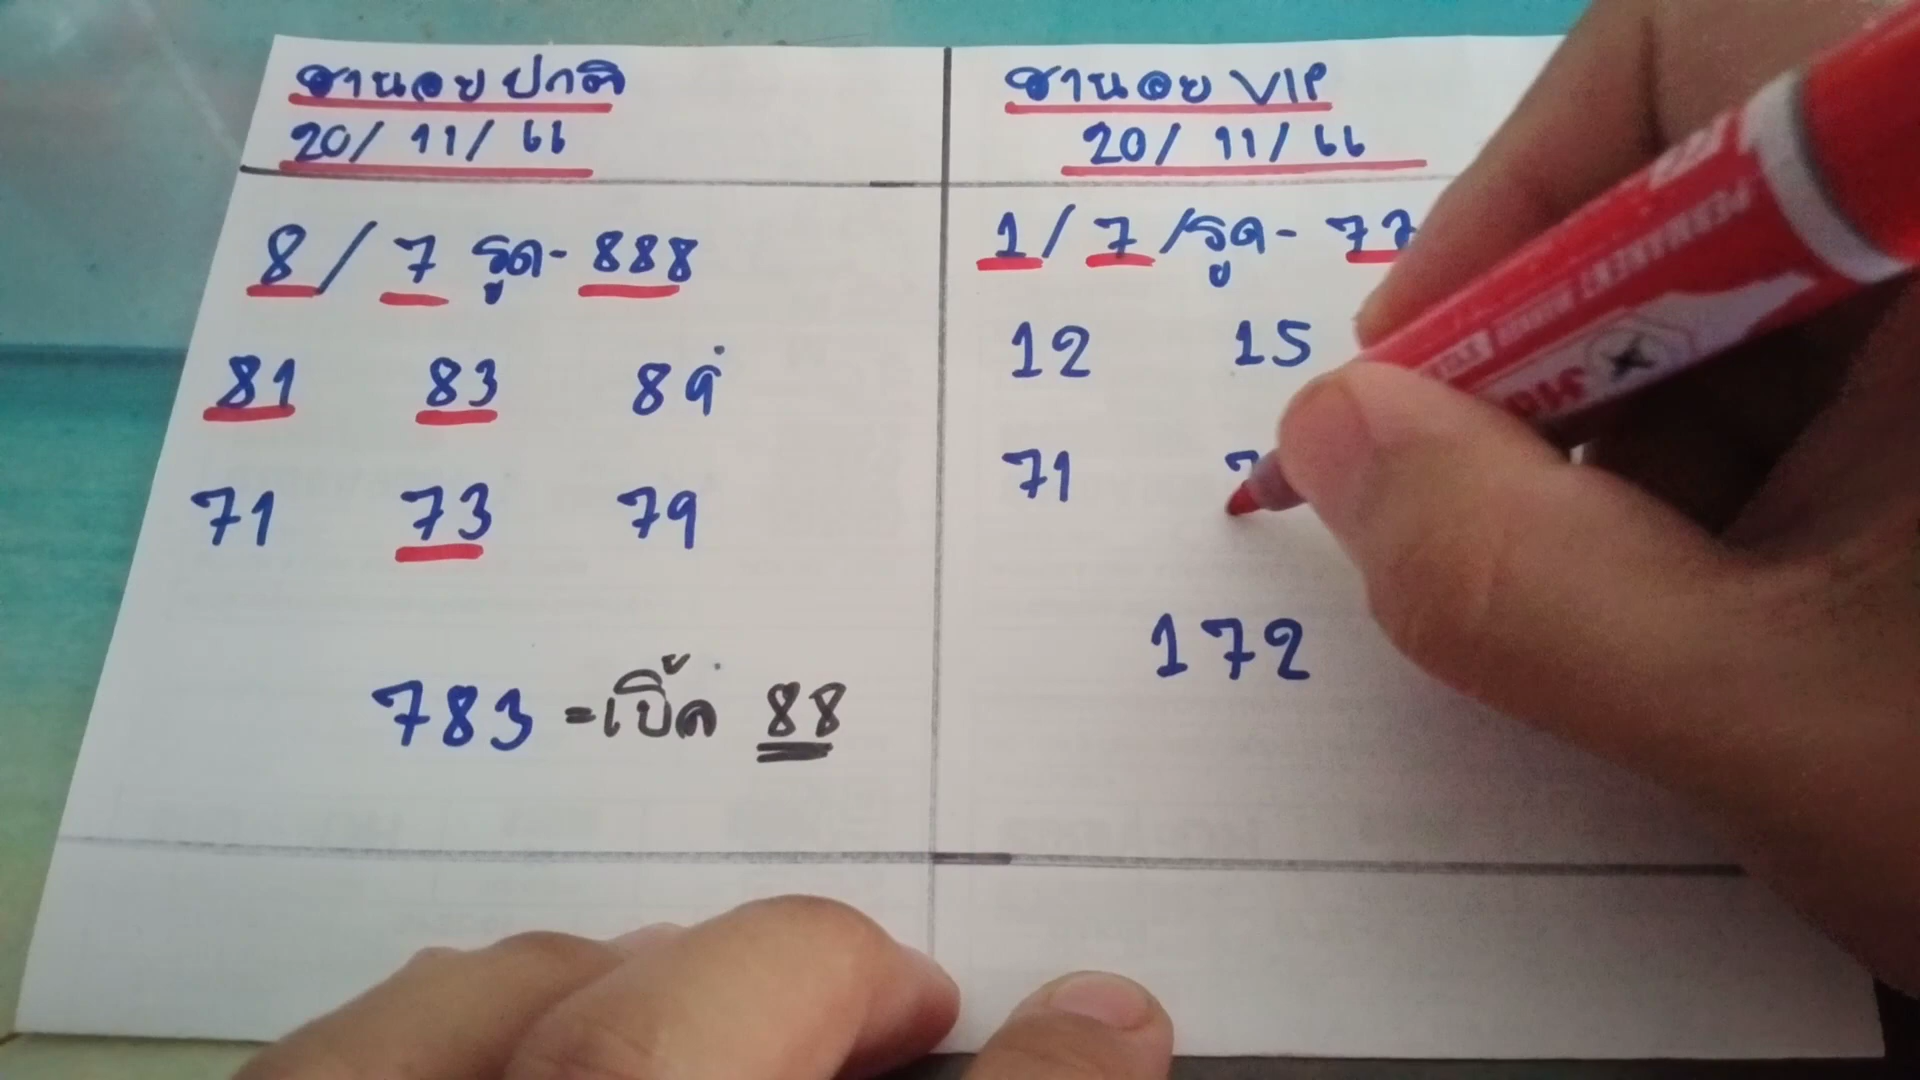 ฮานอย ปกติ
20/ 11/ 66
8/ 7 รูด- 888
81 83 89
71 73 79
783 =เบิ้ล 88
ฮานอย VIP
20/ 11/ 66
1/ 7 /รูด- 77
12 15
71
172
PERMANENT